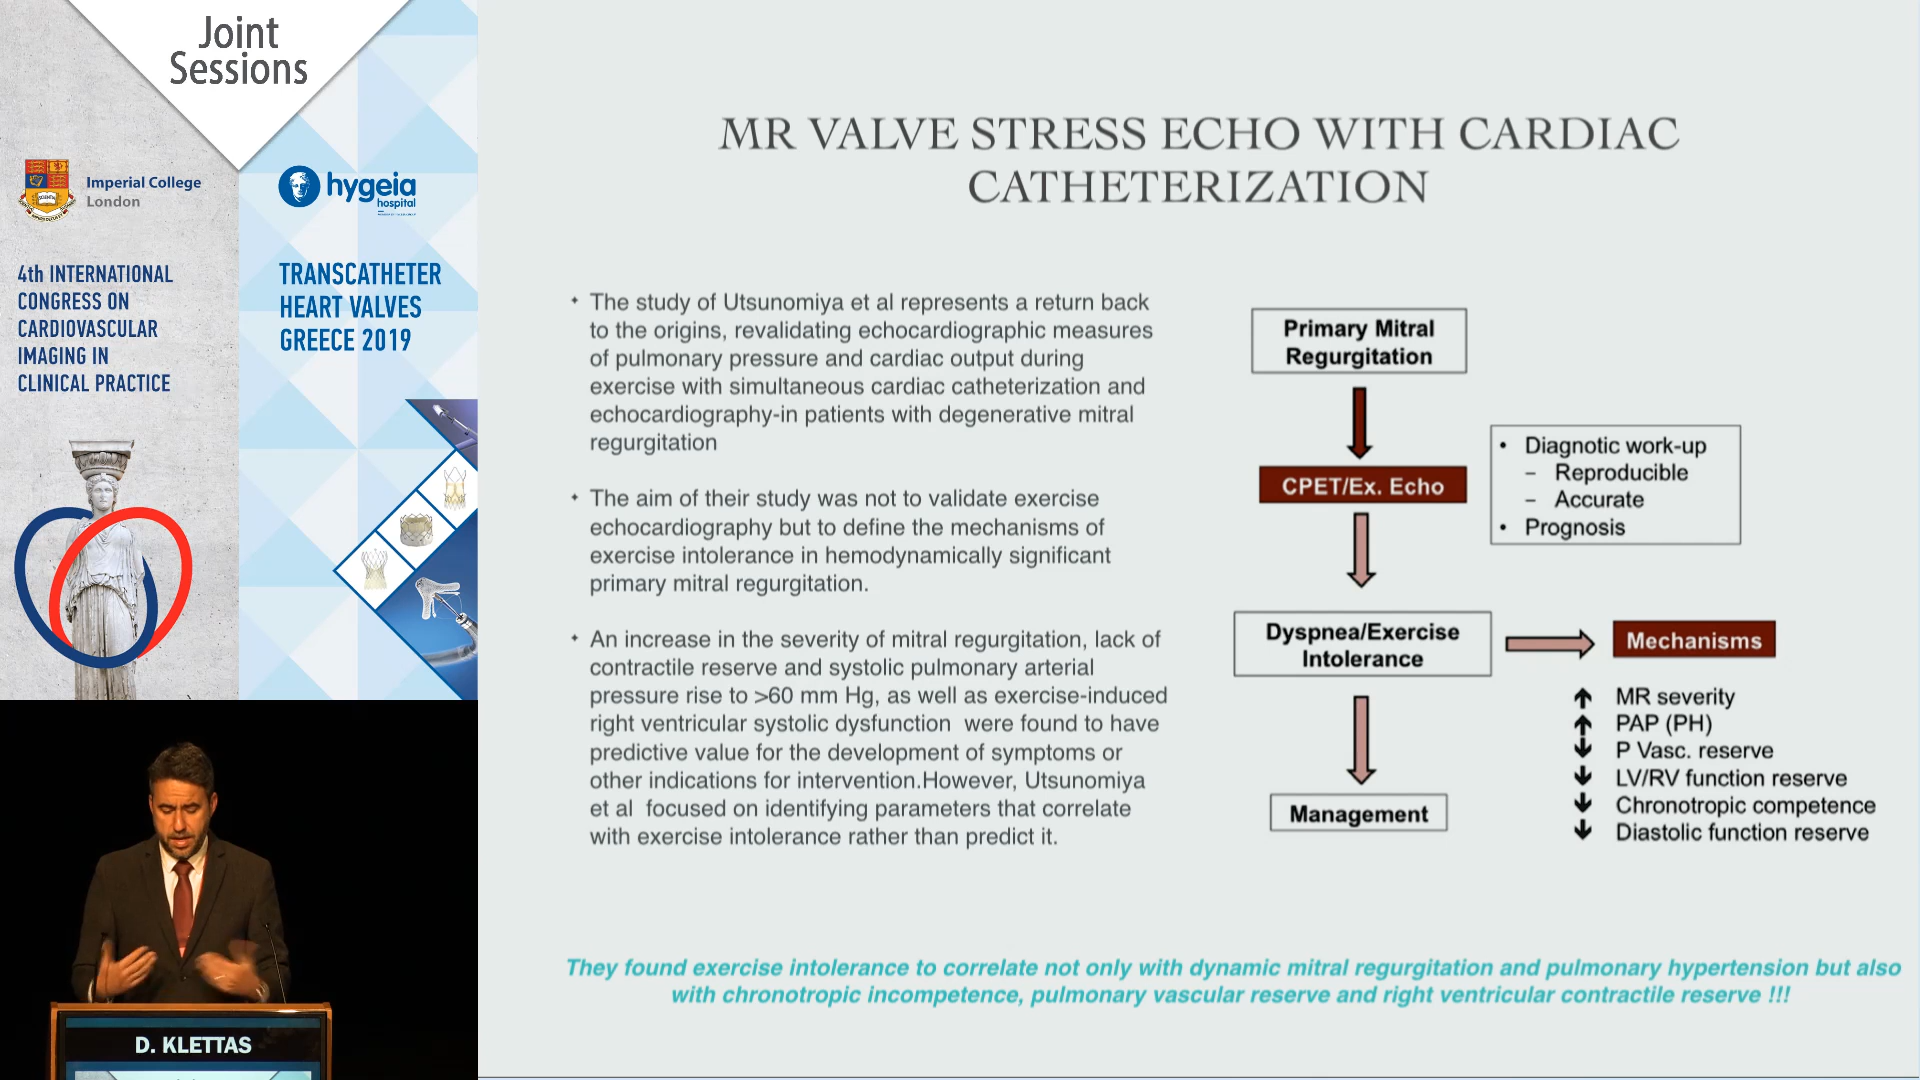 Joint
Sessions
Imperial College
London
hygeia
hospital
4th INTERNATIONAL
CONGRESS ON
CARDIOVASCULAR
IMAGING IN
CLINICAL PRACTICE
TRANSCATHETER
HEART VALVES
GREECE 2019
D. KLETTAS
MR VALVE STRESS ECHO WITH CARDIAC
CATHETERIZATION
The study of Utsunomiya et al represents a return back
to the origins, revalidating echocardiographic measures
of pulmonary pressure and cardiac output during
exercise with simultaneous cardiac catheterization and
echocardiography-in patients with degenerative mitral
regurgitation
The aim of their study was not to validate exercise
echocardiography but to define the mechanisms of
exercise intolerance in hemodynamically significant
primary mitral regurgitation.
An increase in the severity of mitral regurgitation, lack of
contractile reserve and systolic pulmonary arterial
pressure rise to >60 mm Hg, as well as exercise-induced
right ventricular systolic dysfunction were found to have
predictive value for the development of symptoms or
other indications for intervention.However, Utsunomiya
et al focused on identifying parameters that correlate
with exercise intolerance rather than predict it.
Primary Mitral
Regurgitation
CPET/Ex. Echo
• Diagnotic work-up
– Reproducible
– Accurate
• Prognosis
Dyspnea/Exercise
Intolerance
Mechanisms
↑ MR severity
↑ PAP (PH)
↓ P Vasc. reserve
↓ LV/RV function reserve
↓ Chronotropic competence
↓ Diastolic function reserve
Management
They found exercise intolerance to correlate not only with dynamic mitral regurgitation and pulmonary hypertension but also
with chronotropic incompetence, pulmonary vascular reserve and right ventricular contractile reserve !!!